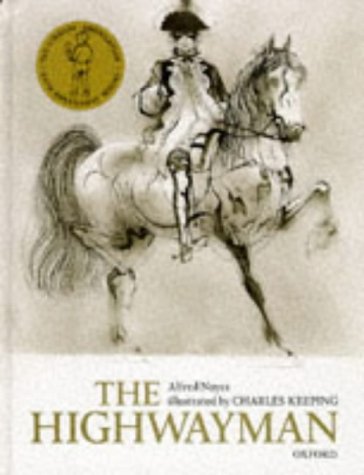 Alfred Noyes
illustrated by CHARLES KEEPING
THE
HIGHWAYMAN
OXFORD